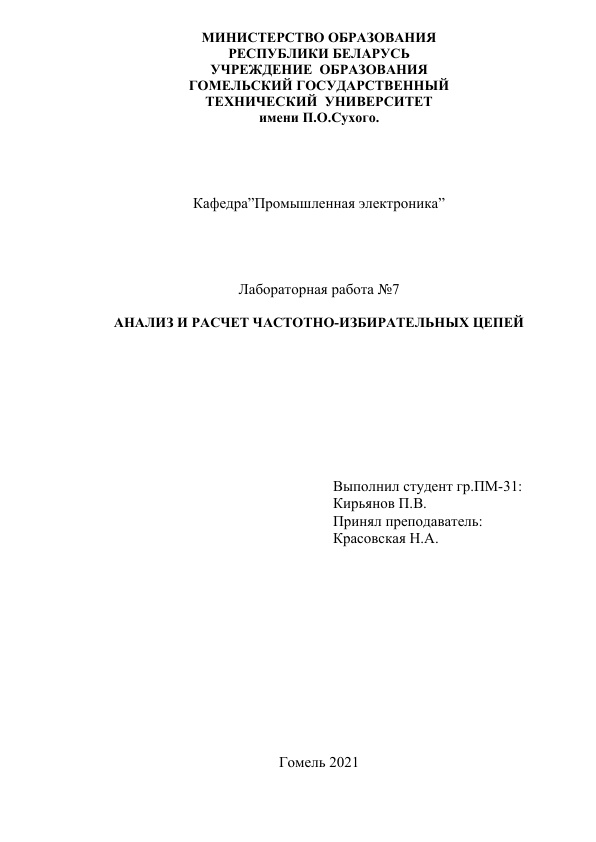 МИНИСТЕРСТВО ОБРАЗОВАНИЯ
РЕСПУБЛИКИ БЕЛАРУСЬ
УЧРЕЖДЕНИЕ  ОБРАЗОВАНИЯ
ГОМЕЛЬСКИЙ ГОСУДАРСТВЕННЫЙ
ТЕХНИЧЕСКИЙ  УНИВЕРСИТЕТ
имени П.О.Сухого.
Кафедра”Промышленная электроника”
Лабораторная работа №7
АНАЛИЗ И РАСЧЕТ ЧАСТОТНО-ИЗБИРАТЕЛЬНЫХ ЦЕПЕЙ
Выполнил студент гр.ПМ-31:
Кирьянов П.В.
Принял преподаватель:
Красовская Н.А.
Гомель 2021